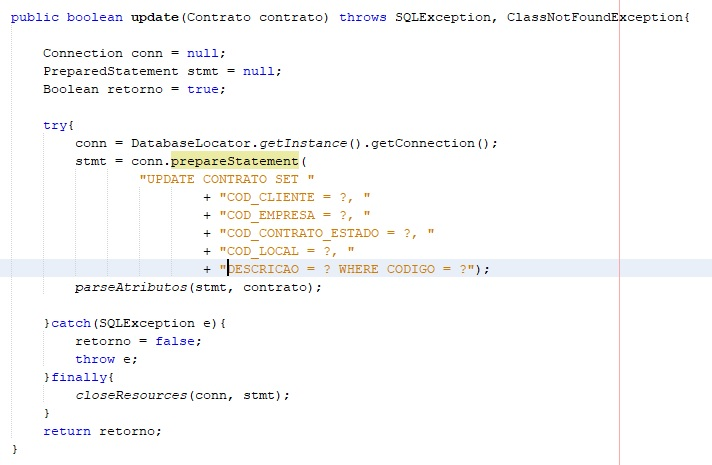 public boolean update(Contrato contrato) throws SQLException, ClassNotFoundException{
Connection conn = null;
PreparedStatement stmt = null;
Boolean retorno = true;
try{
conn = DatabaseLocator.getInstance().getConnection();
stmt = conn.prepareStatement(
"UPDATE CONTRATO SET "
+ "COD_CLIENTE = ?, "
+ "COD_EMPRESA = ?, "
+ "COD_CONTRATO_ESTADO = ?, "
+ "COD_LOCAL = ?, "
+ "DESCRICAO = ? WHERE CODIGO = ?");
parseAtributos(stmt, contrato);
}catch(SQLException e){
retorno = false;
throw e;
}finally{
closeResources(conn, stmt);
}
return retorno;
}